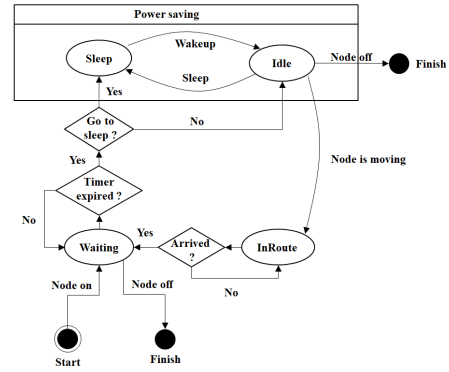 Power saving
Wakeup
Sleep
Idle
Node off
Finish
Sleep
Yes
Go to
sleep ?
No
Yes
Node is moving
Timer
expired ?
No
Yes
Arrived
?
Waiting
InRoute
No
Node on
Node off
Start
Finish